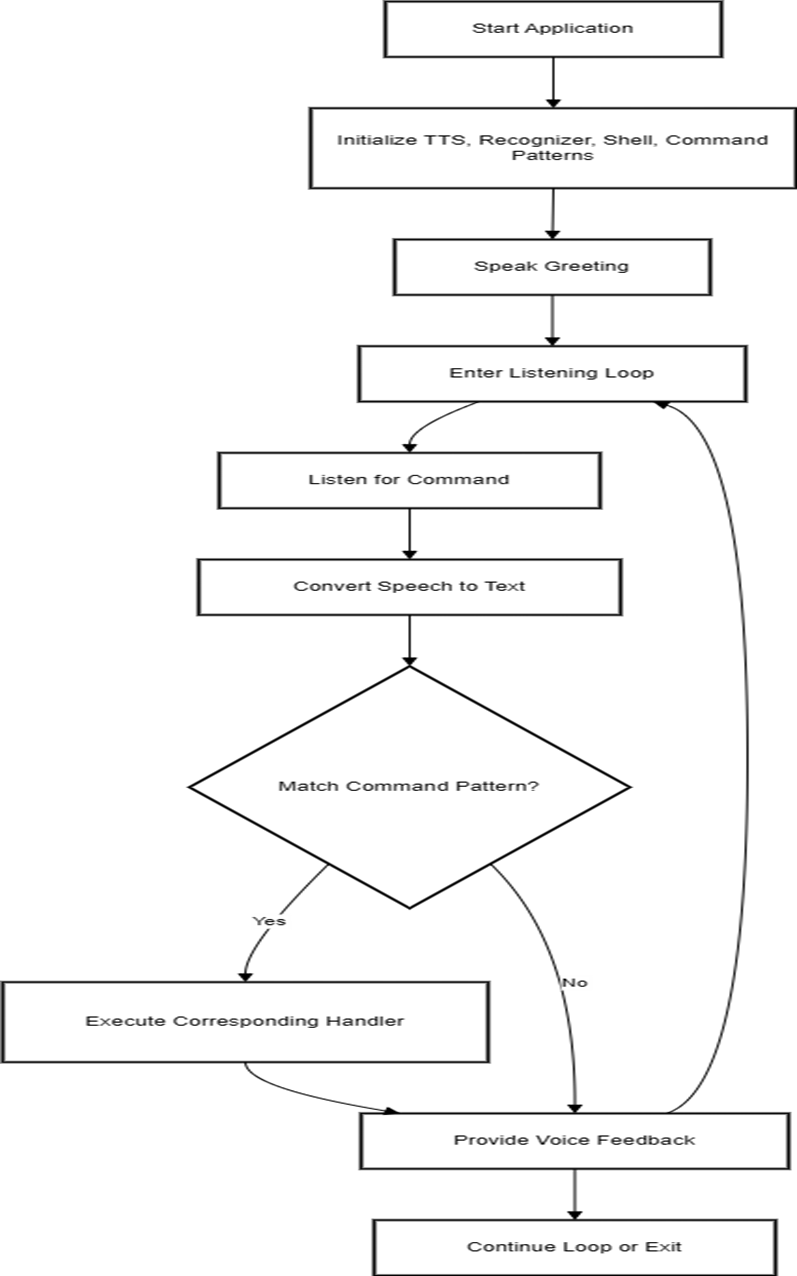 Start Application
Initialize TTS, Recognizer, Shell, Command
Patterns
Speak Greeting
Enter Listening Loop
Listen for Command
Convert Speech to Text
Match Command Pattern?
Yes
No
Execute Corresponding Handler
Provide Voice Feedback
Continue Loop or Exit